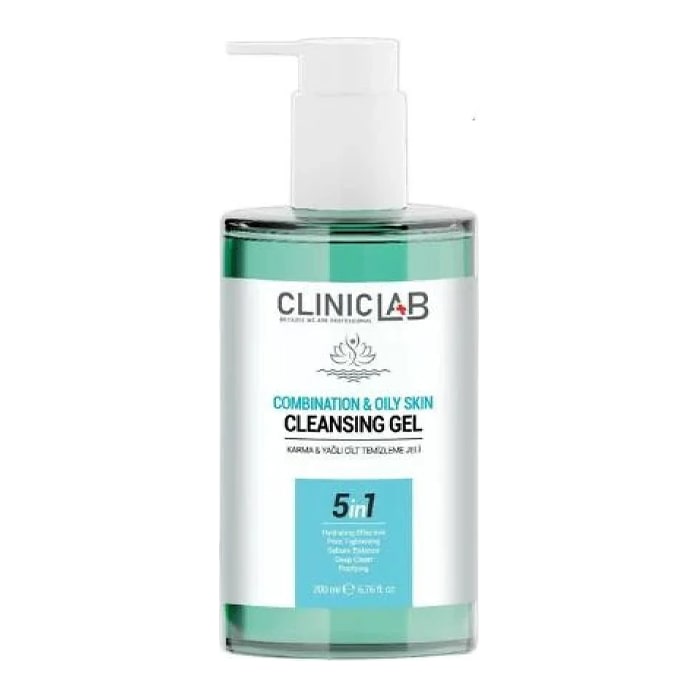 CLINICLAB
BECAUSE WE ARE PROFESSIONAL
COMBINATION & OILY SKIN
CLEANSING GEL
KARMA & YAĞLI CİLT TEMİZLEME JELİ
5in1
Hydrating Effective
Pore Tightening
Sebum Balance
Deep Clean
Purifying
200 ml ℮ 6.76 fl. oz